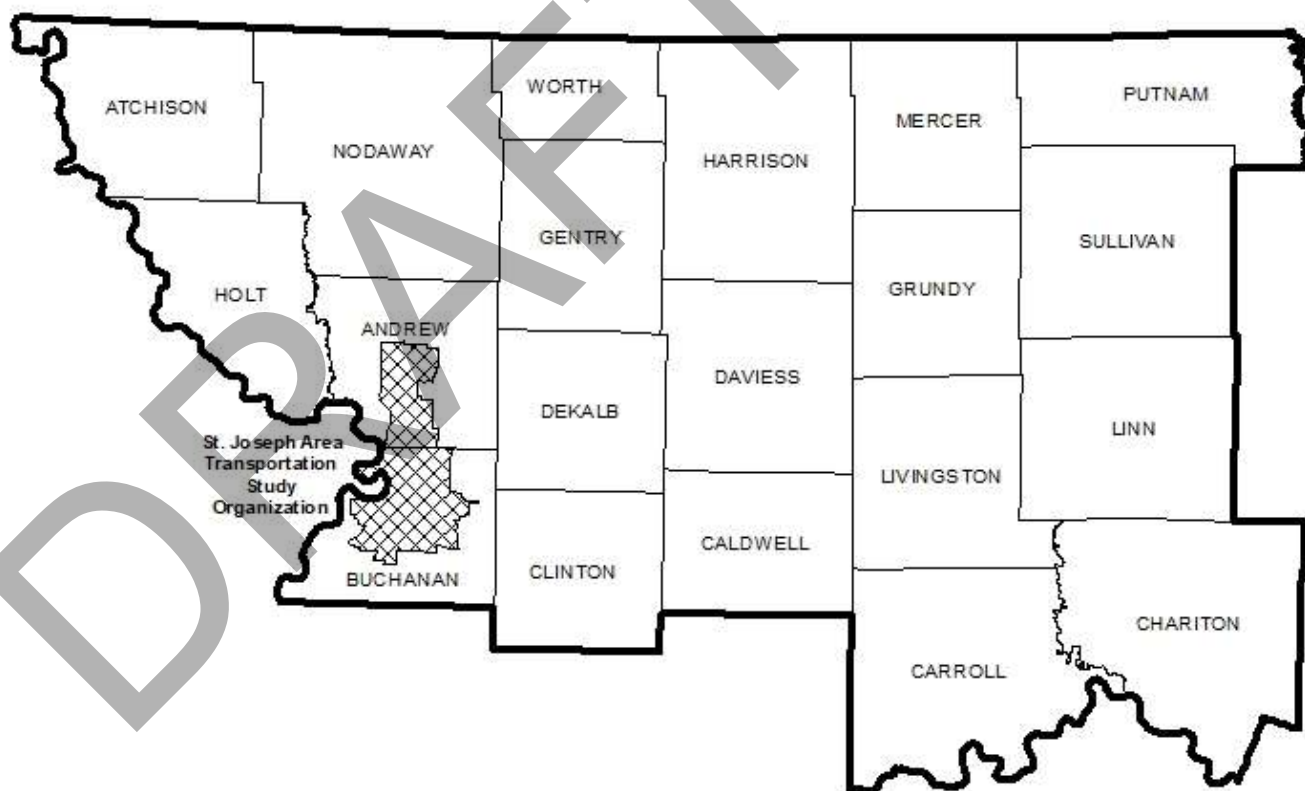 WORTH
ATCHISON
PUTNAM
MERCER
NODAWAY
HARRISON
GENTRY
SULLIVAN
HOLT
GRUNDY
ANDREW
DAVIESS
DEKALB
LINN
St. Joseph Area
Transportation
Study
Organization
LIVINGSTON
CALDWELL
BUCHANAN
CLINTON
CHARITON
CARROLL
DRAFT